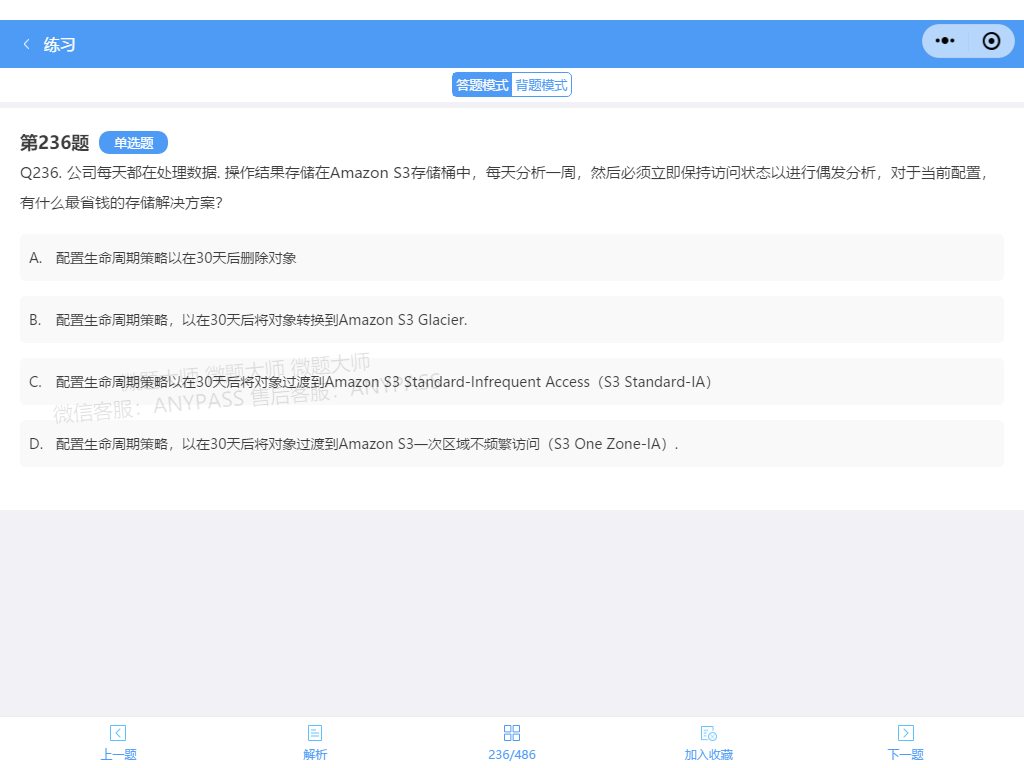 练习
答题模式 背题模式
第236题 单选题
Q236. 公司每天都在处理数据. 操作结果存储在Amazon S3存储桶中，每天分析一周，然后必须立即保持访问状态以进行偶发分析，对于当前配置，
有什么最省钱的存储解决方案？
A. 配置生命周期策略以在30天后删除对象
B. 配置生命周期策略，以在30天后将对象转换到Amazon S3 Glacier.
微题大师 微题大师 微题大师
C. 配置生命周期策略以在30天后将对象过渡到Amazon S3 Standard-Infrequent Access（S3 Standard-IA）
微信客服：ANYPASS 售后客服：ANYPASS
D. 配置生命周期策略，以在30天后将对象过渡到Amazon S3一次区域不频繁访问（S3 One Zone-IA）.
上一题 解析 236/486 加入收藏 下一题